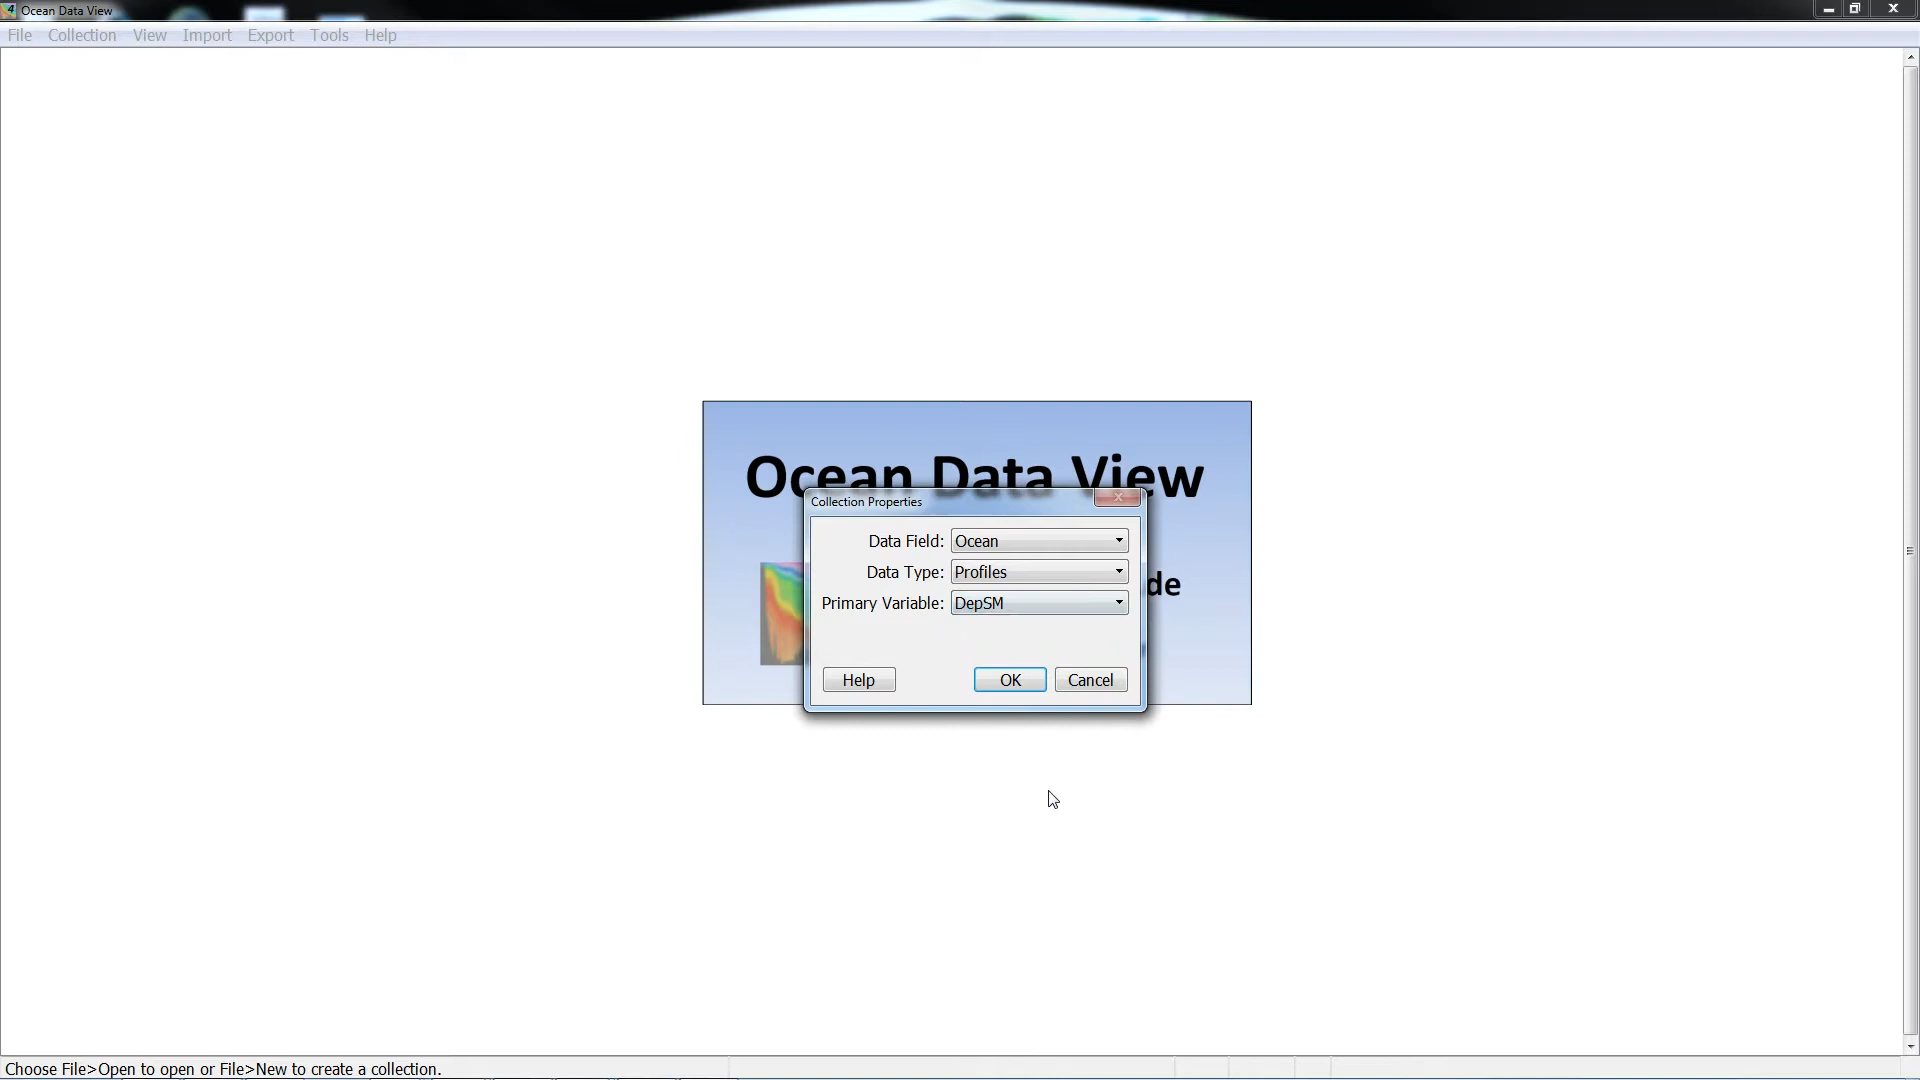 Ocean Data View
File Collection View Import Export Tools Help
Ocean Data View
Collection Properties
Data Field: Ocean
Data Type: Profiles
de
Primary Variable: DepSM
Help OK Cancel
Choose File>Open to open or File>New to create a collection.